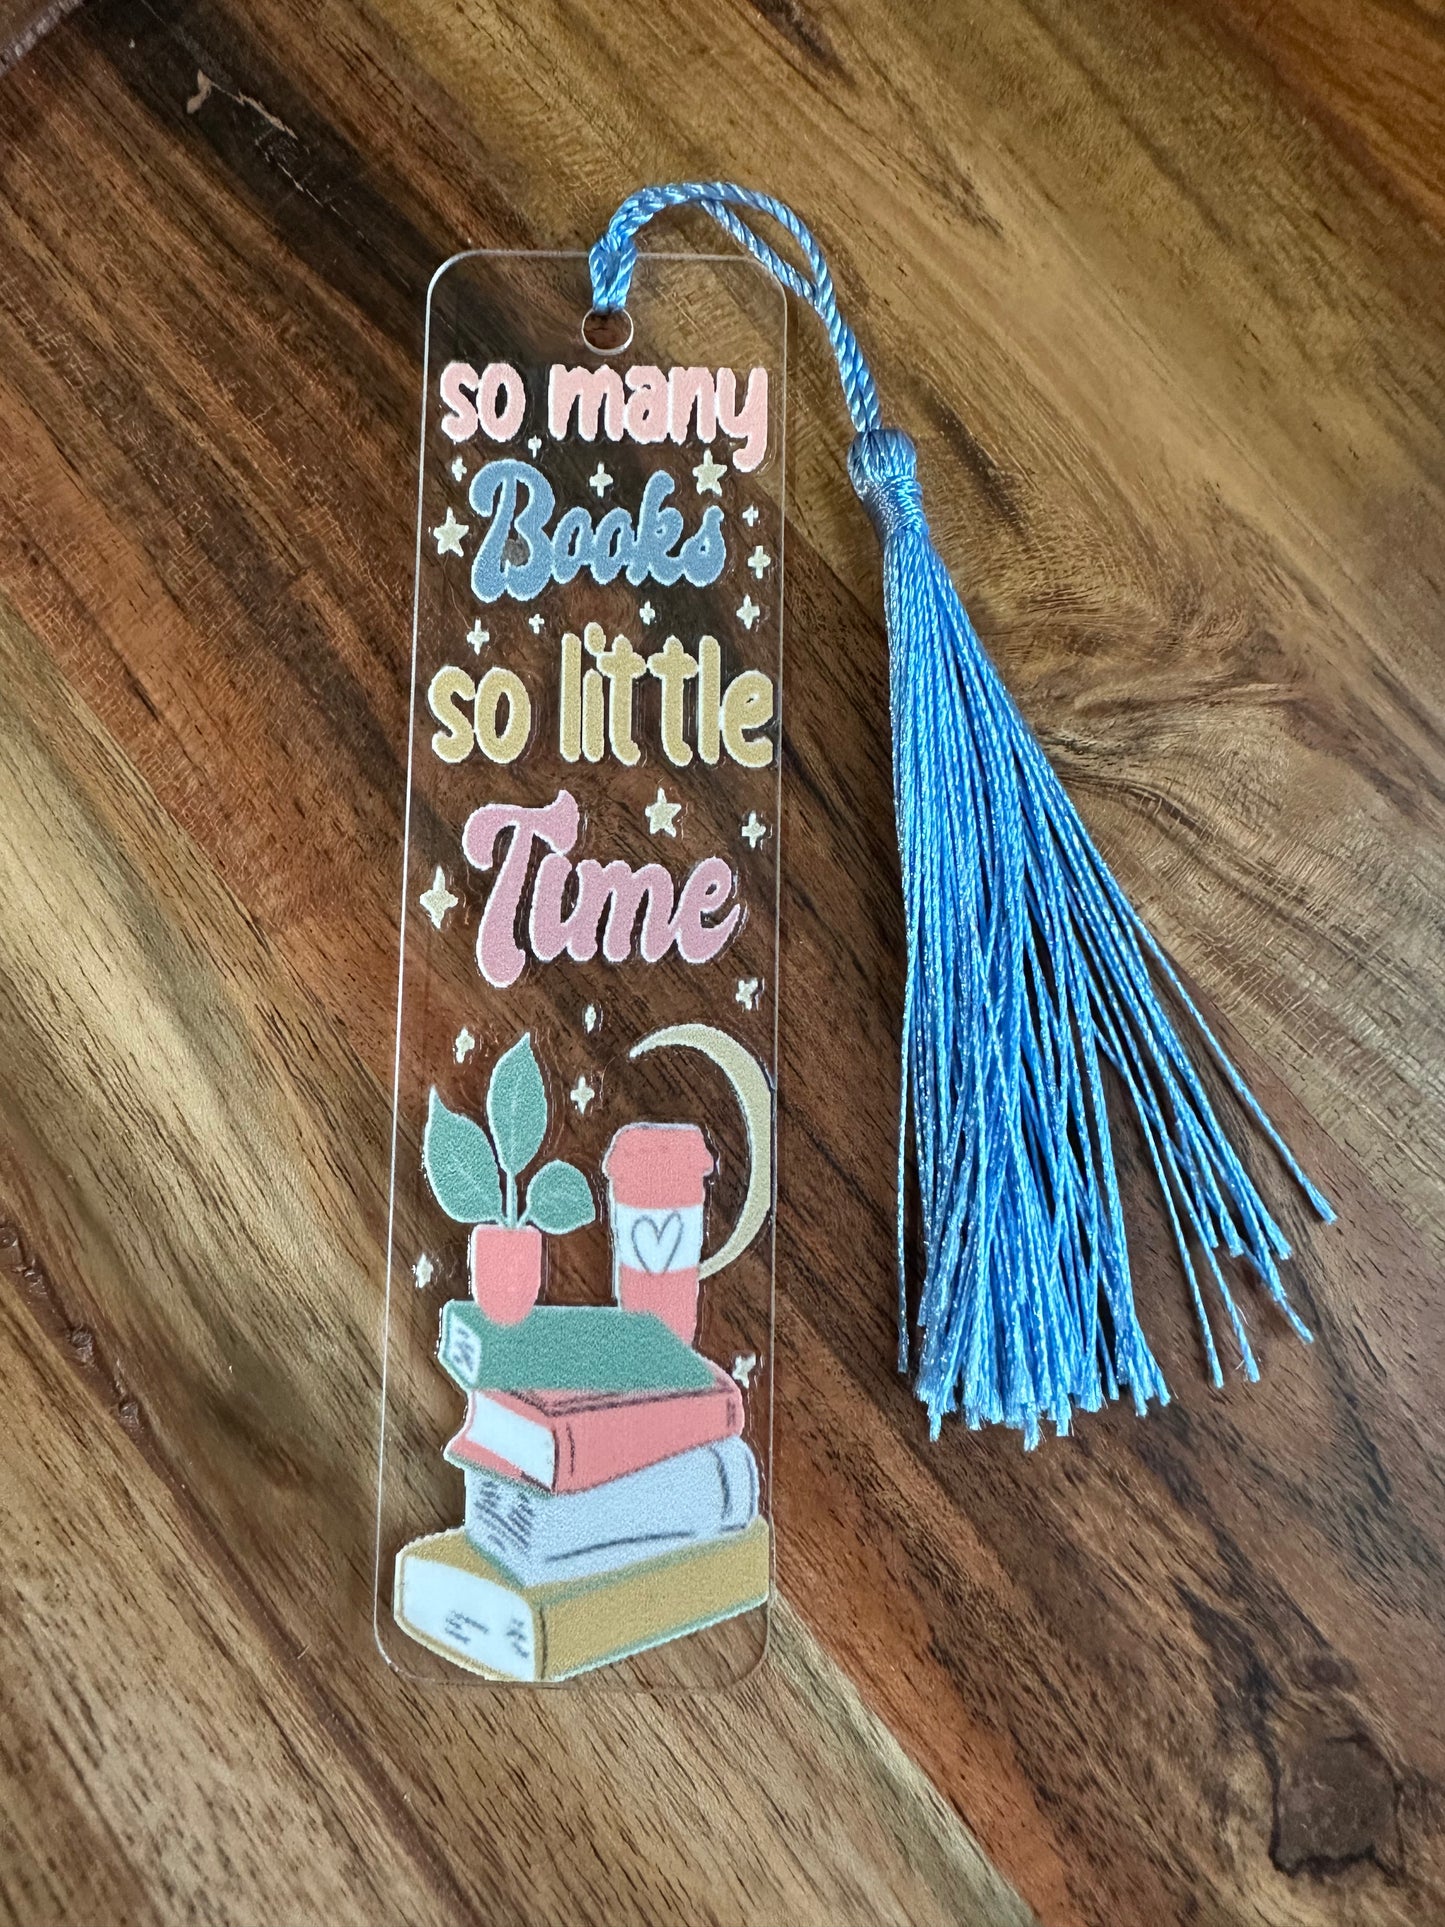 so many
Books
so little
Time